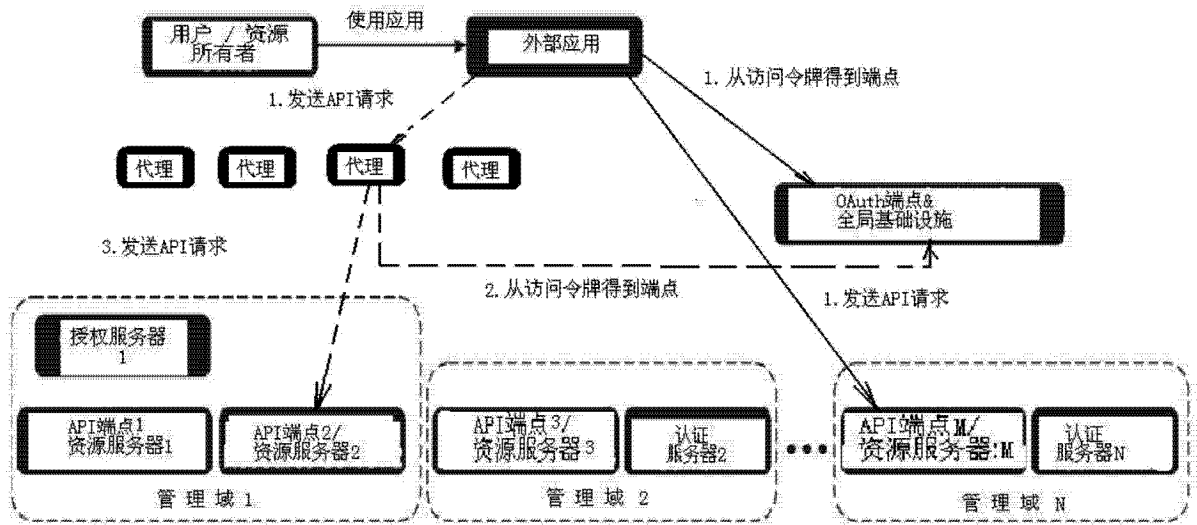 用户 / 资源
所有者
使用应用
外部应用
1.从访问令牌得到端点
1.发送API请求
代理
代理
代理
代理
OAuth端点&
全局基础设施
3.发送API请求
2.从访问令牌得到端点
1.发送API请求
授权服务器
1
API端点1
资源服务器1
API端点2/
资源服务器2
API端点3/
资源服务器3
认证
服务器2
•••
API端点M/
资源服务器!M
认证
服务器N
管 理 域 1
管 理 域 2
管 理 域 N